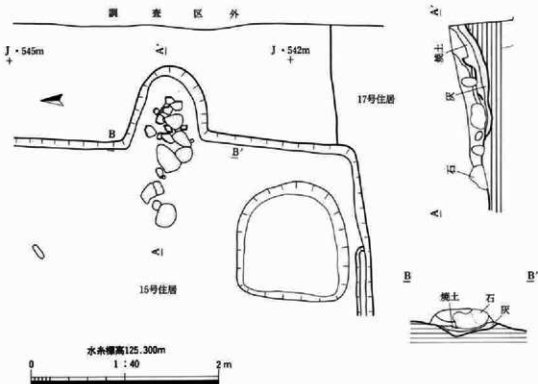 調査区外
J・545m
J・542m
A'
A'
17号住居
焼土
灰
石
A
B
B'
A
15号住居
B
B'
焼土
石
灰
水糸標高125.300m
0 1:40 2m